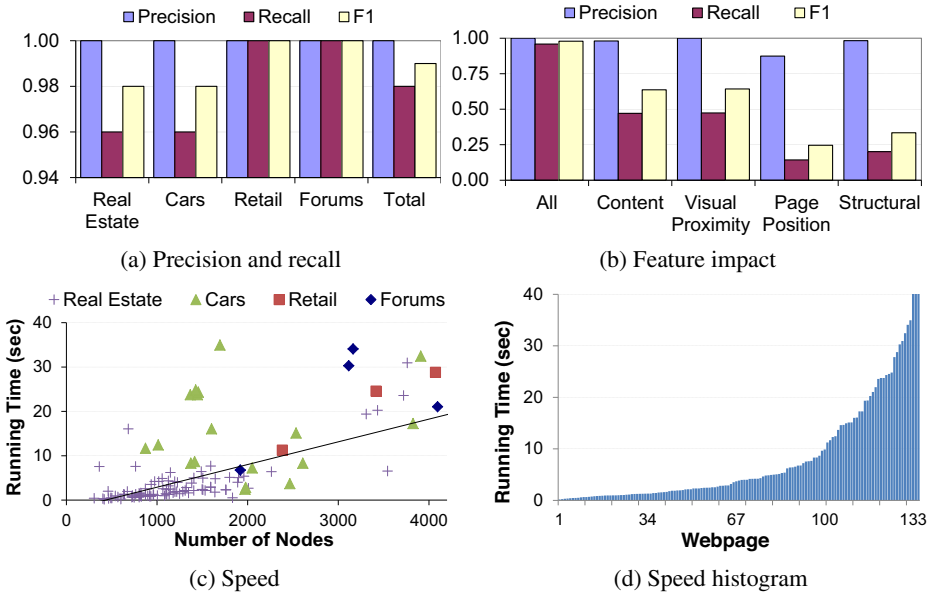 Precision Recall F1
1.00
0.98
0.96
0.94
Real Estate Cars Retail Forums Total
(a) Precision and recall
Precision Recall F1
1.00
0.75
0.50
0.25
0.00
All Content Visual Proximity Page Position Structural
(b) Feature impact
Real Estate Cars Retail Forums
Running Time (sec)
40
30
20
10
0
0 1000 2000 3000 4000
Number of Nodes
(c) Speed
Running Time (sec)
40
30
20
10
0
1 34 67 100 133
Webpage
(d) Speed histogram